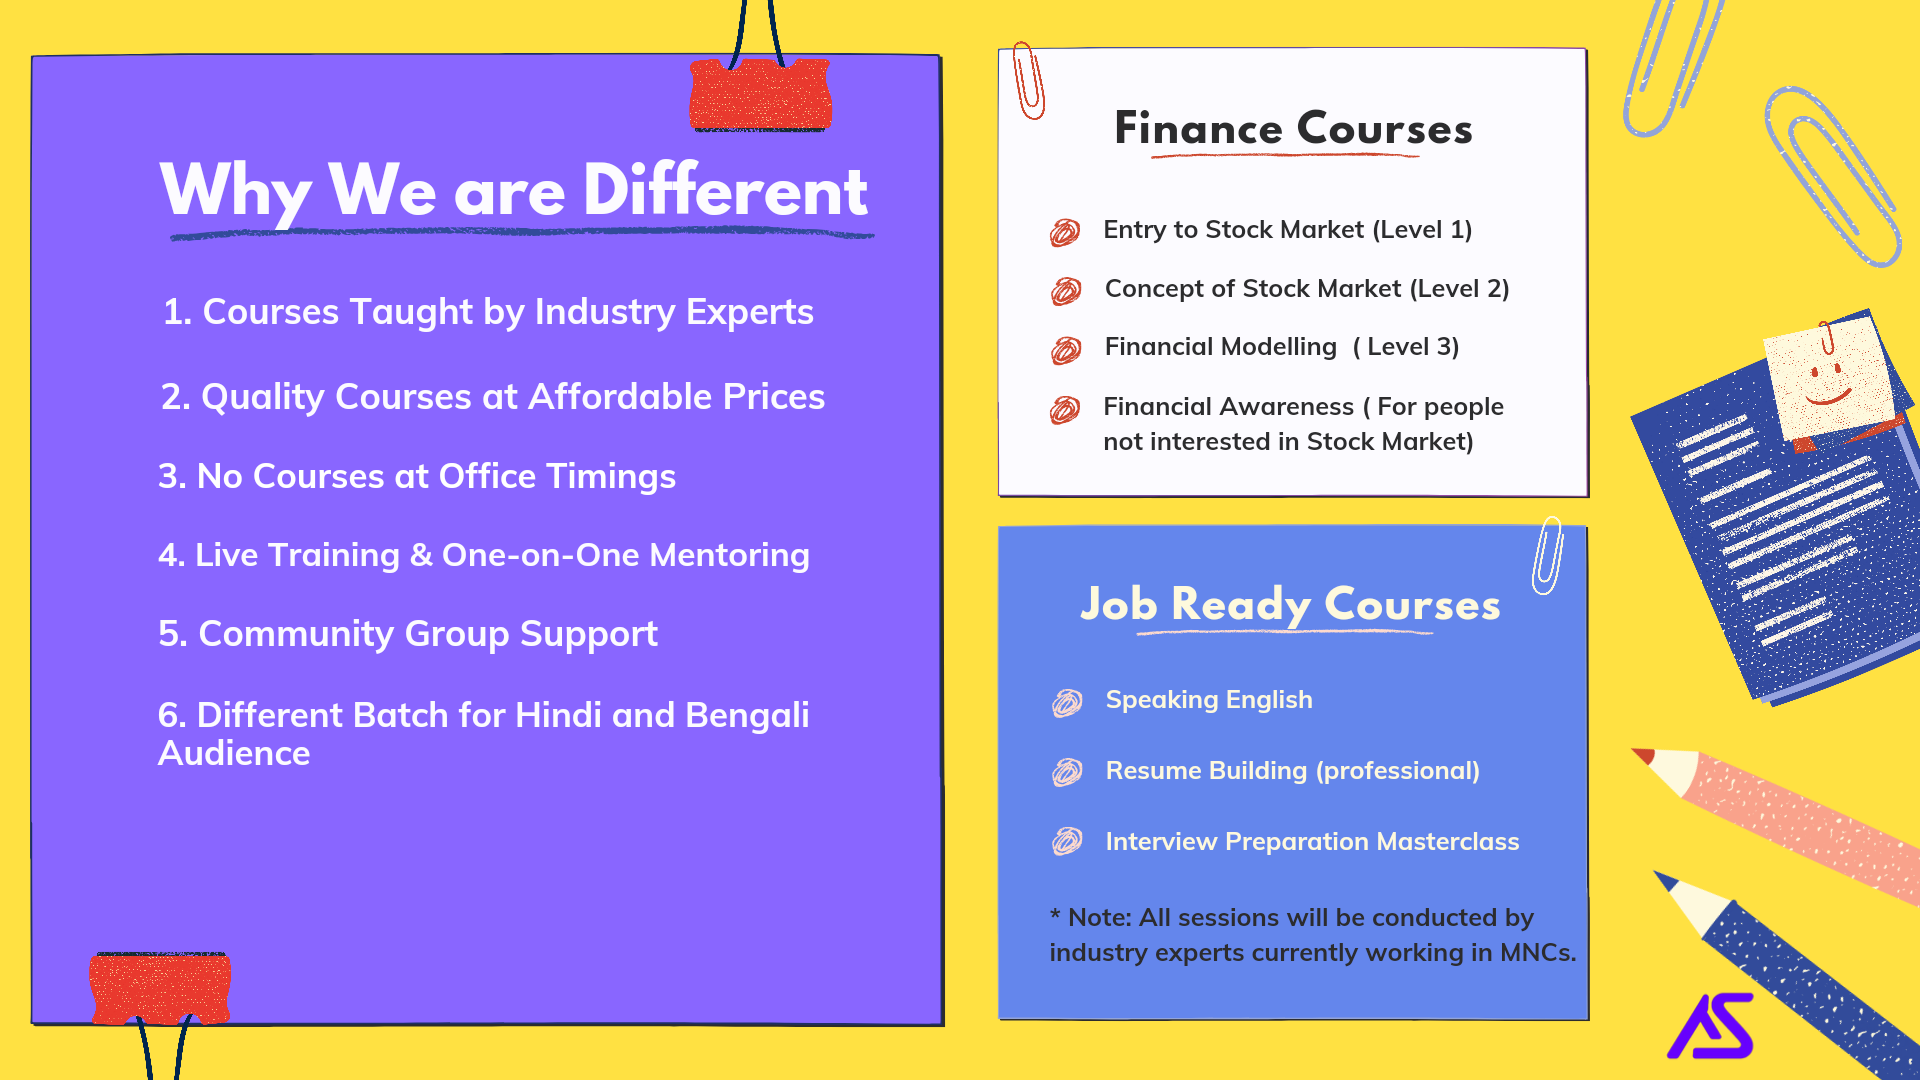 Why We are Different
1. Courses Taught by Industry Experts
2. Quality Courses at Affordable Prices
3. No Courses at Office Timings
4. Live Training & One-on-One Mentoring
5. Community Group Support
6. Different Batch for Hindi and Bengali
Audience
Finance Courses
Entry to Stock Market (Level 1)
Concept of Stock Market (Level 2)
Financial Modelling  ( Level 3)
Financial Awareness ( For people
not interested in Stock Market)
Job Ready Courses
Speaking English
Resume Building (professional)
Interview Preparation Masterclass
* Note: All sessions will be conducted by
industry experts currently working in MNCs.
AS